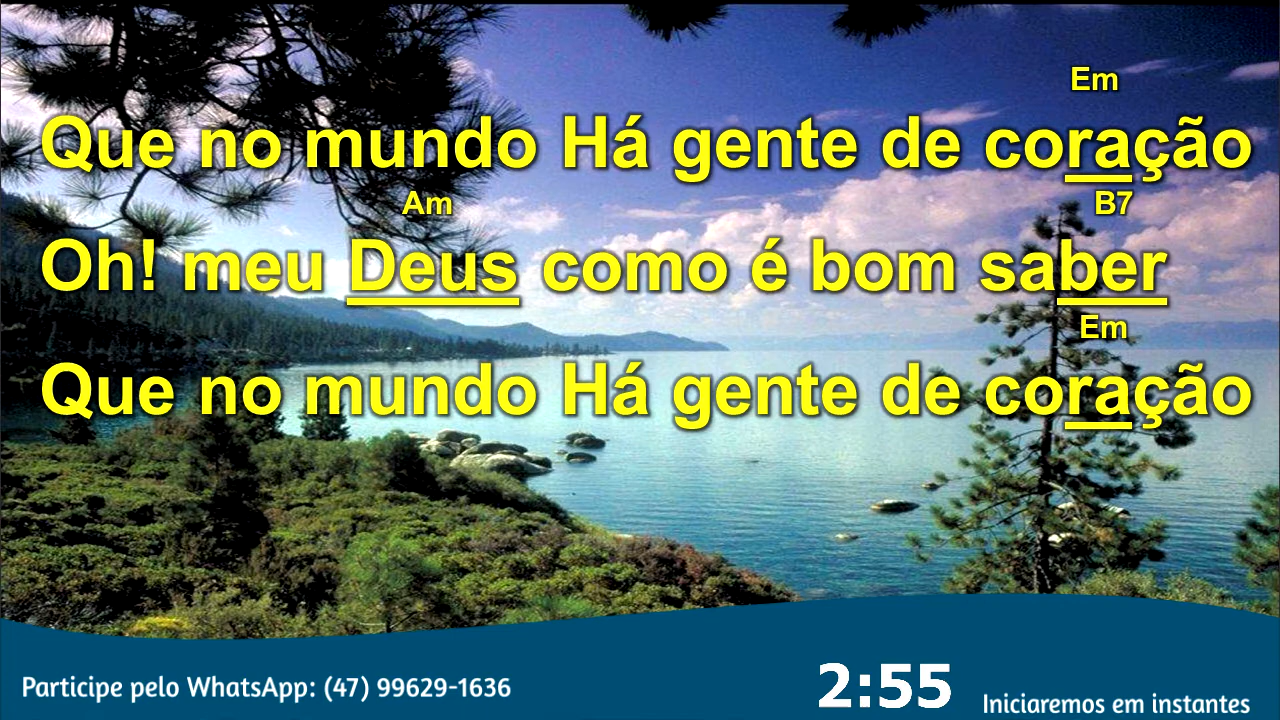 Em
Que no mundo Há gente de coração
Am B7
Oh! meu Deus como é bom saber
Em
Que no mundo Há gente de coração
Participe pelo WhatsApp: (47) 99629-1636
2:55
Iniciaremos em instantes